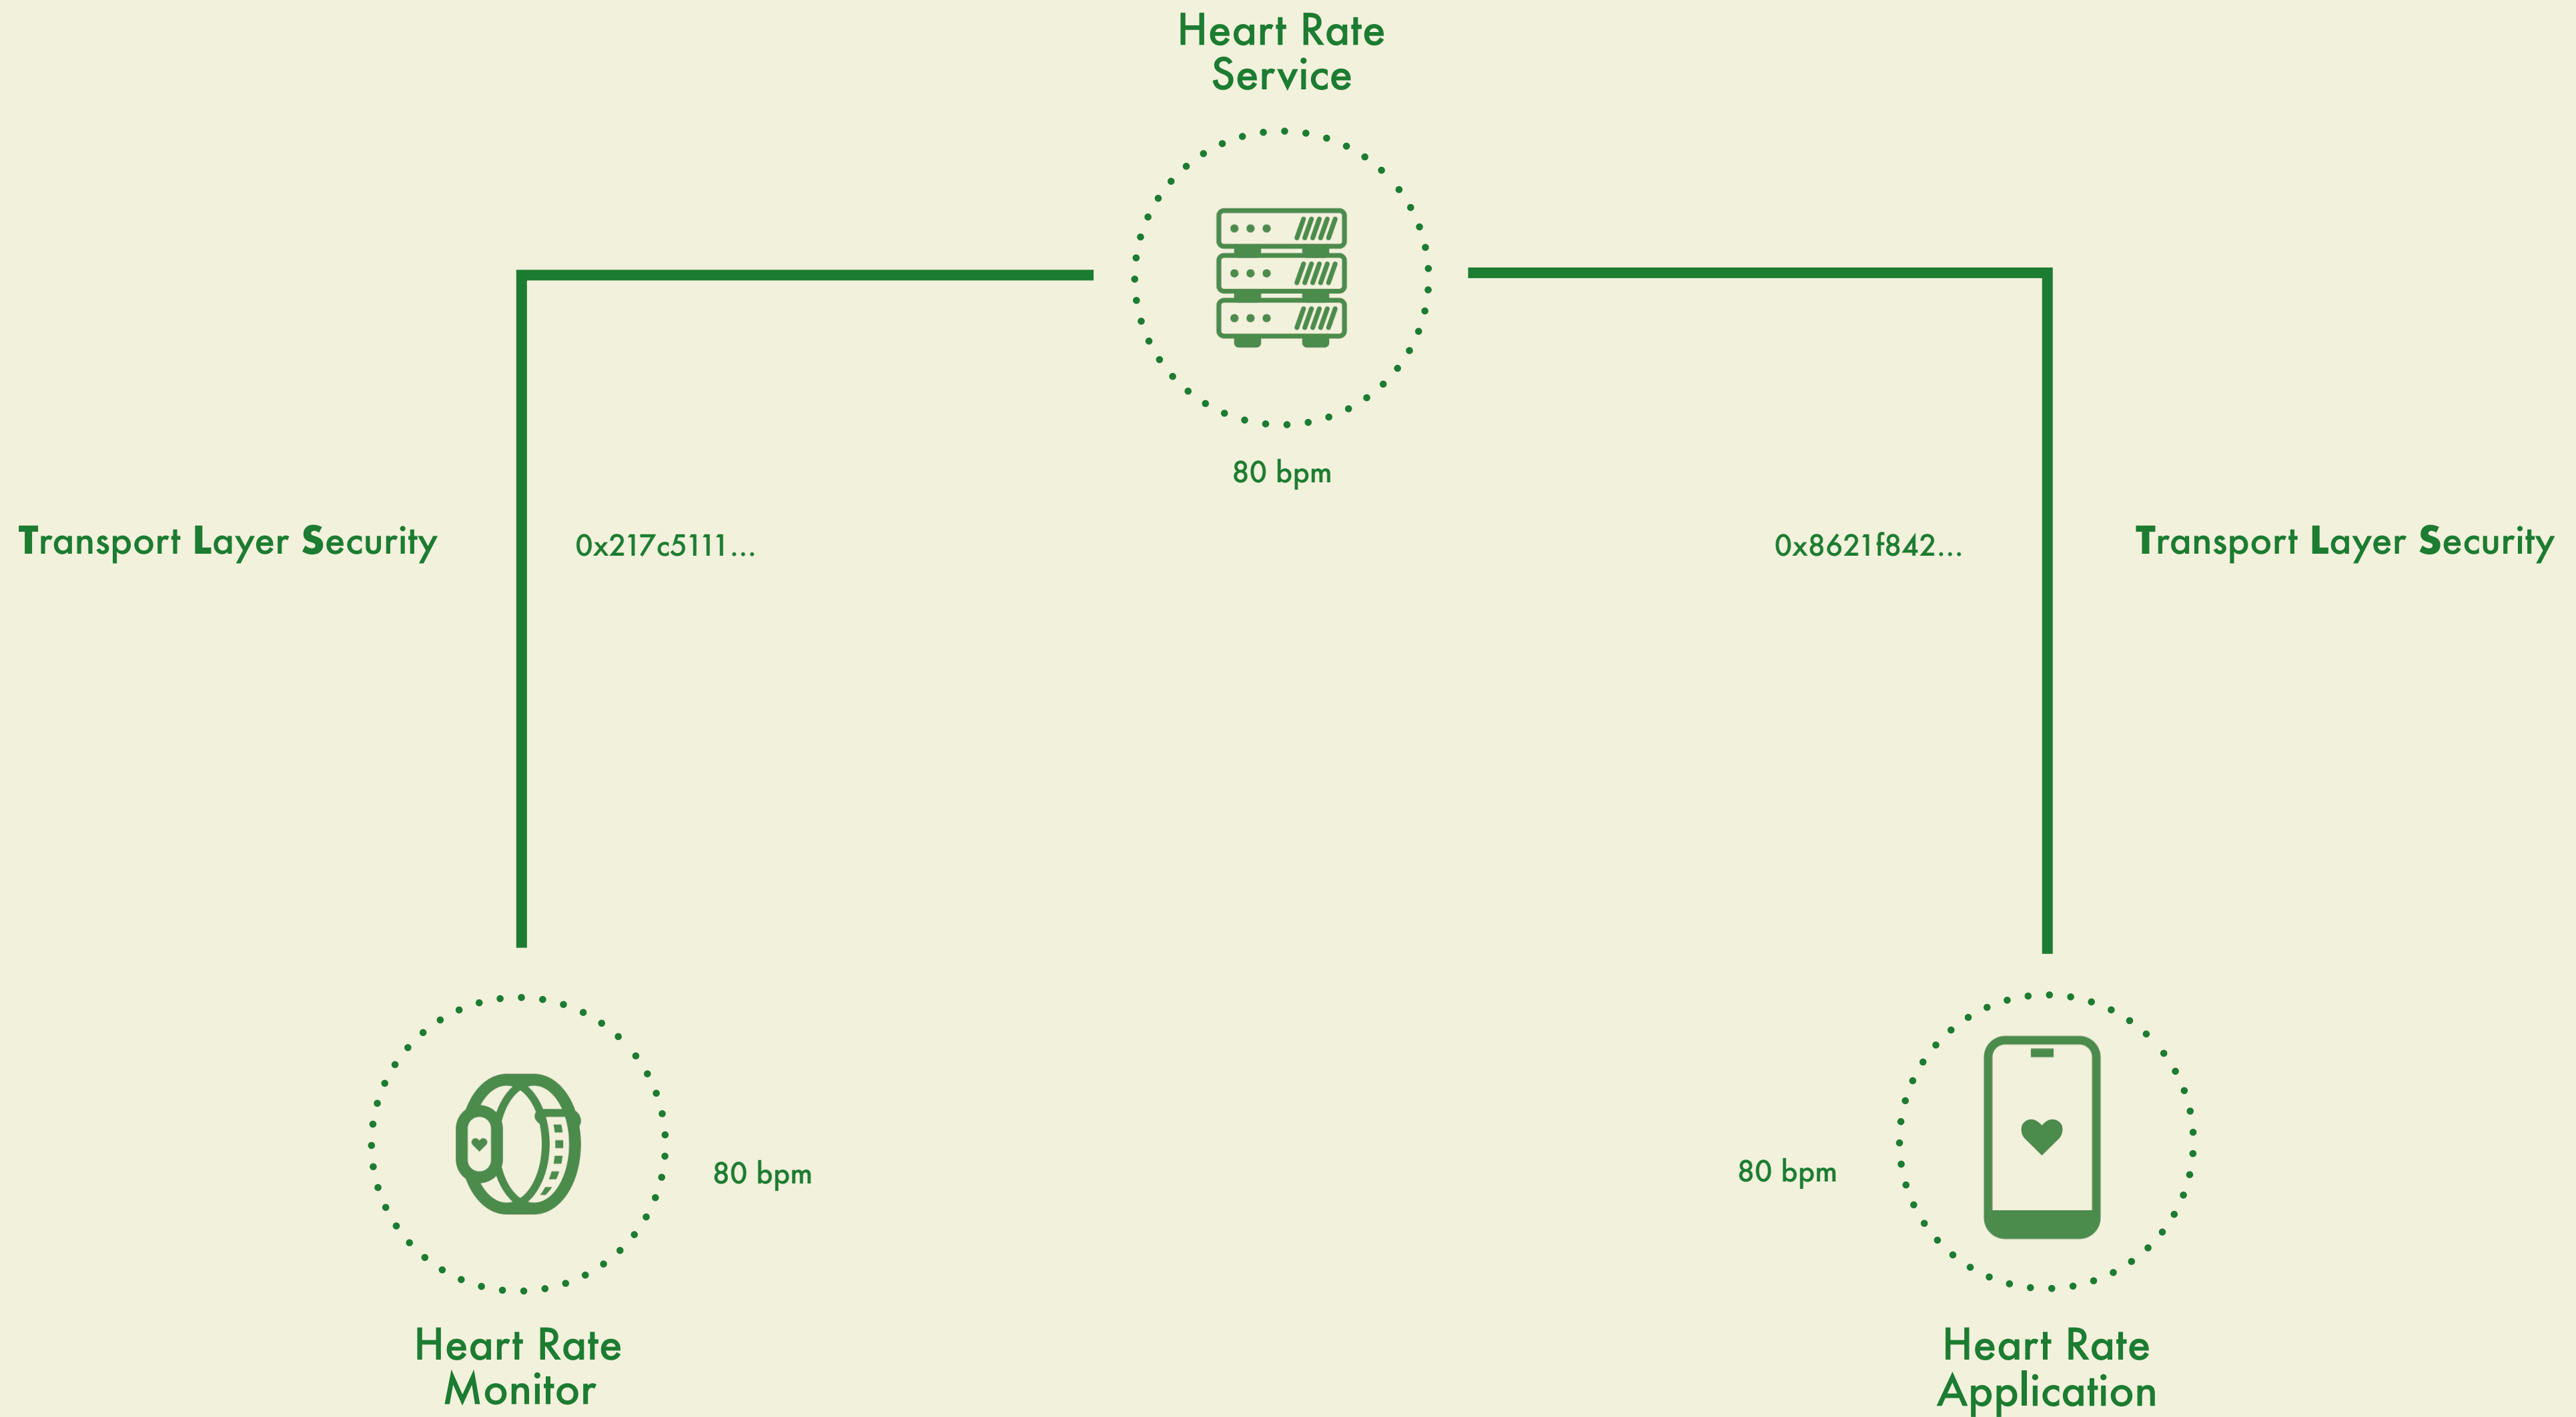 Heart Rate
Service
80 bpm
Transport Layer Security
0x217c5111...
0x8621f842...
Transport Layer Security
80 bpm
80 bpm
Heart Rate
Monitor
Heart Rate
Application